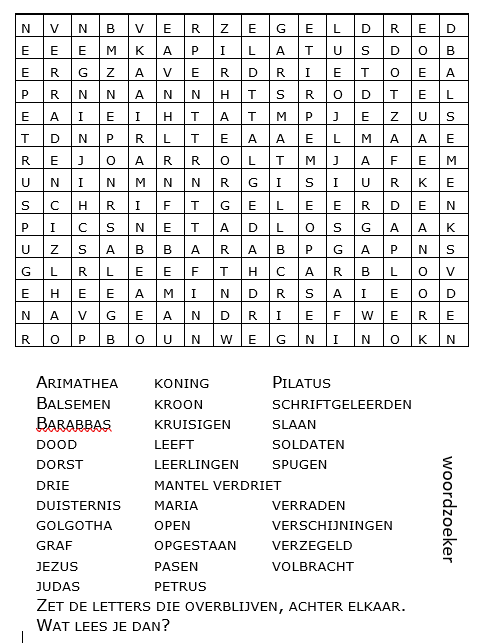 N V N B V E R Z E G E L D R E D
E E E M K A P I L A T U S D O B
E R G Z A V E R D R I E T O E A
P R N N A N N H T S R O D T E L
E A I E I H T A T M P J E Z U S
T D N P R L T E A A E L M A A E
R E J O A R R O L T M J A F E M
U N I N M N N R G I S I U R K E
S C H R I F T G E L E E R D E N
P I C S N E T A D L O S G A A K
U Z S A B B A R A B P G A P N S
G L R L E E F T H C A R B L O V
E H E E A M I N D R S A I E O D
N A V G E A N D R I E F W E R E
R O P B O U N W E G N I N O K N
ARIMATHEA KONING PILATUS
BALSEMEN KROON SCHRIFTGELEERDEN
BARABBAS KRUISIGEN SLAAN
DOOD LEEFT SOLDATEN
DORST LEERLINGEN SPUGEN
DRIE MANTEL VERDRIET
DUISTERNIS MARIA VERRADEN
GOLGOTHA OPEN VERSCHIJNINGEN
GRAF OPGESTAAN VERZEGELD
JEZUS PASEN VOLBRACHT
JUDAS PETRUS
ZET DE LETTERS DIE OVERBLIJVEN, ACHTER ELKAAR.
WAT LEES JE DAN?
woordzoeker